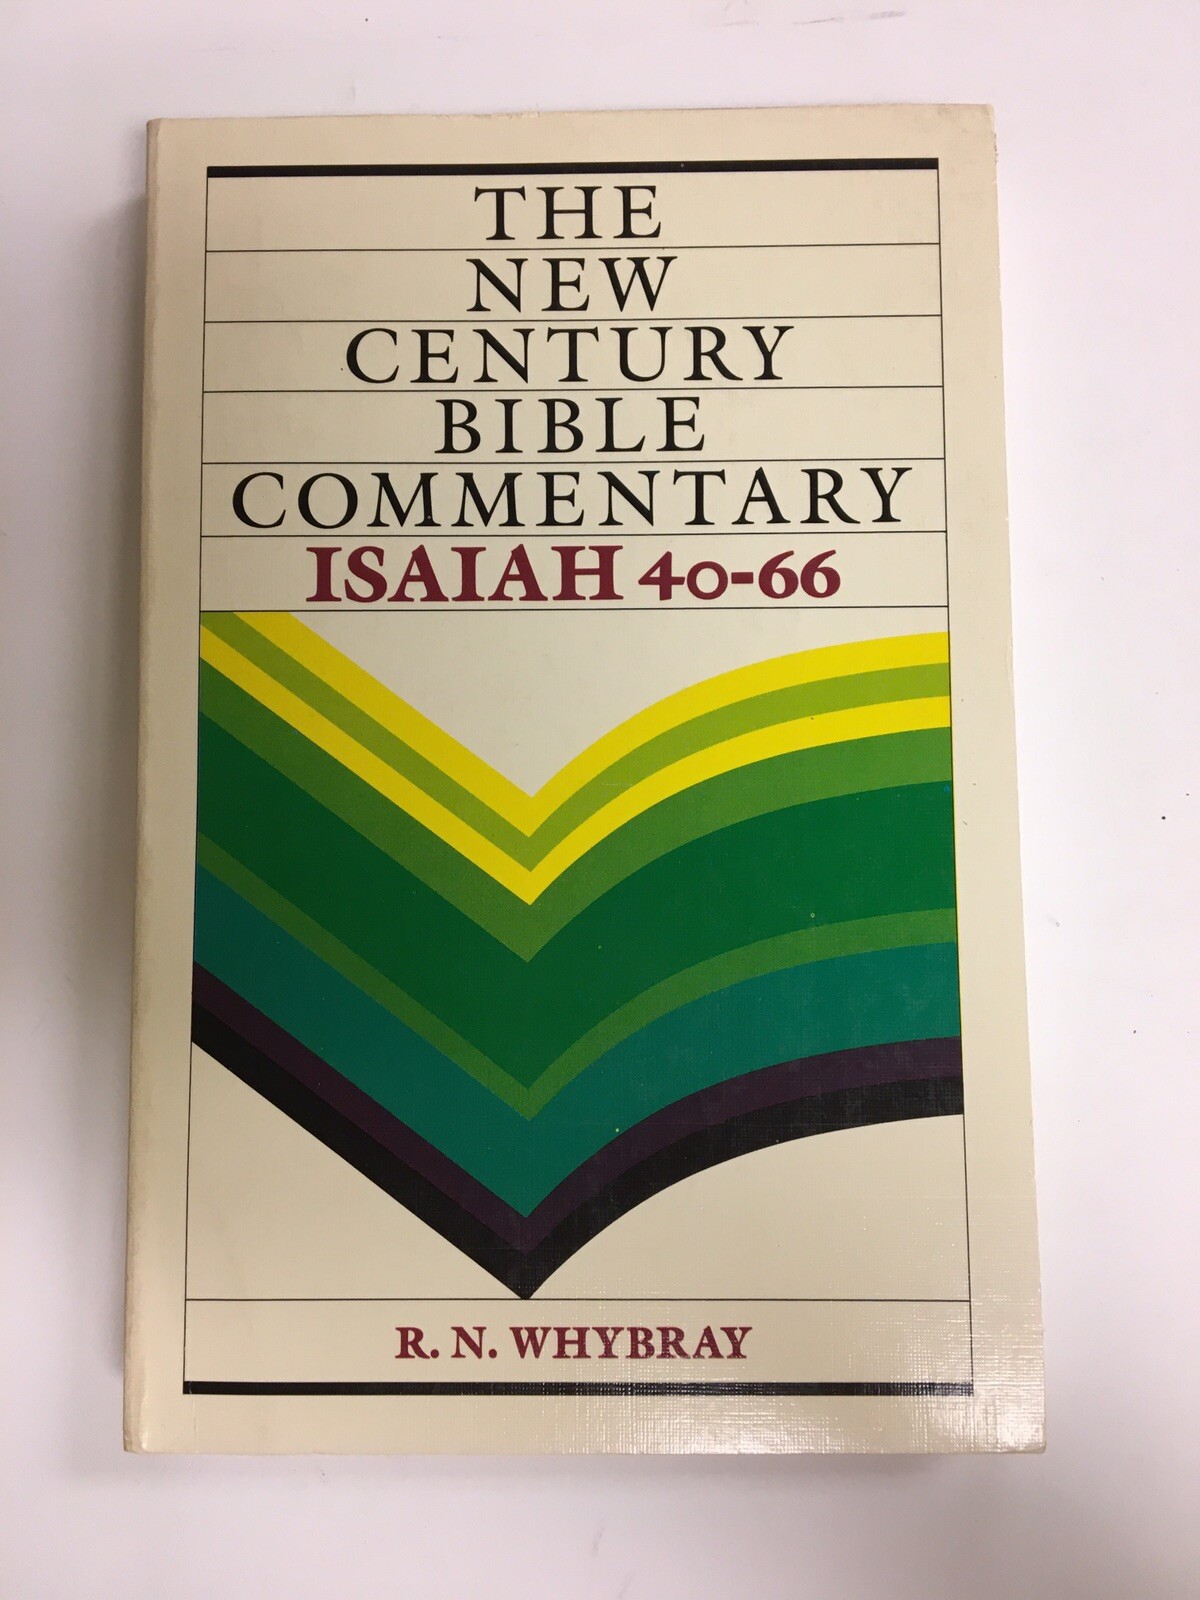 THE
NEW
CENTURY
BIBLE
COMMENTARY
ISAIAH 40-66
R. N. WHYBRAY